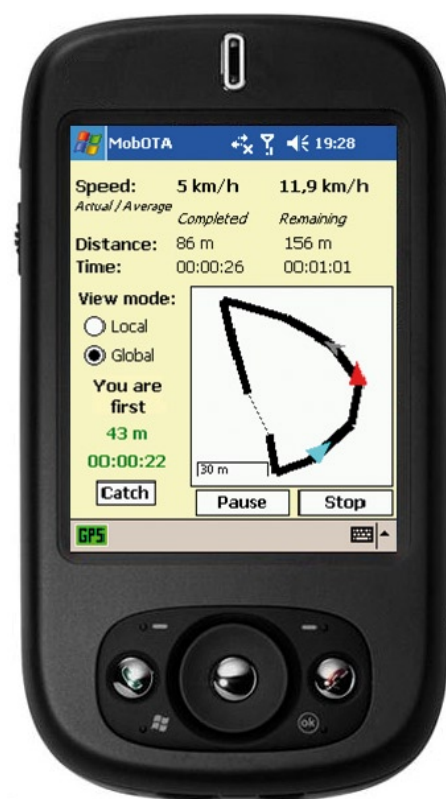 MobOTA 19:28
Speed: 5 km/h 11,9 km/h
Actual / Average
Completed Remaining
Distance: 86 m 156 m
Time: 00:00:26 00:01:01
View mode:
Local
Global
You are
first
43 m
00:00:22
Catch
30 m
Pause Stop
GPS
ok